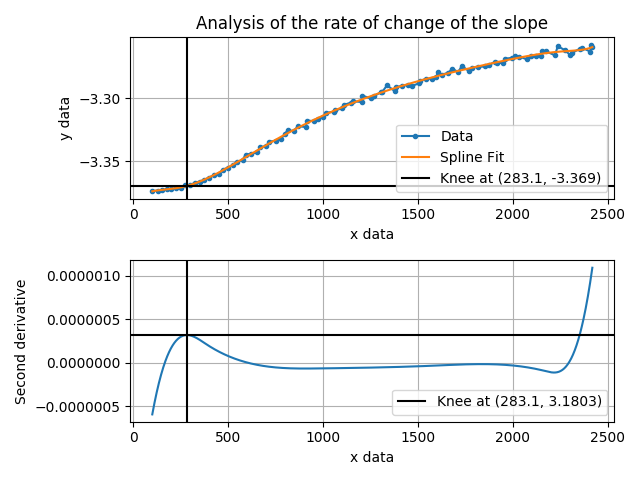 Analysis of the rate of change of the slope
y data
−3.30
−3.35
Data
Spline Fit
Knee at (283.1, -3.369)
0 500 1000 1500 2000 2500
x data
Second derivative
0.0000010
0.0000005
0.0000000
−0.0000005
Knee at (283.1, 3.1803)
0 500 1000 1500 2000 2500
x data